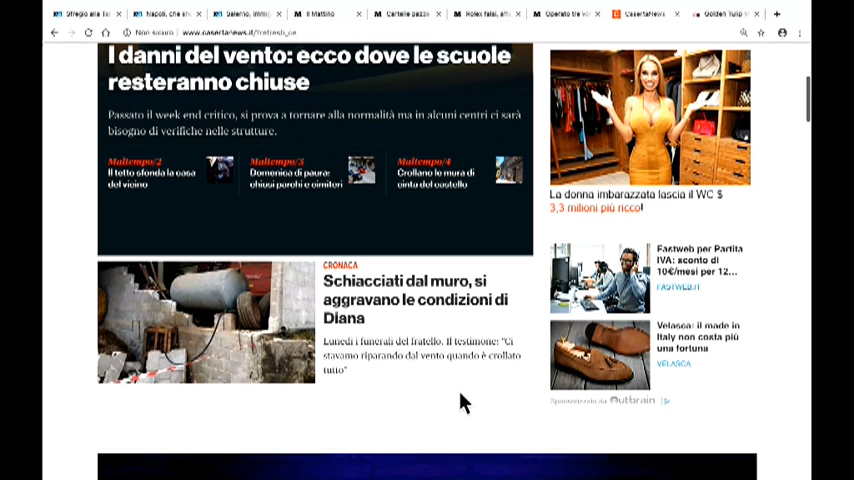 Sfregio alla
Napoli, che
Salerno, immig
Il Mattino
Cartelle pazze
Rolex falsi,
Operato tre vo
CasertaNews
Golden Tulip
Non sicuro www.casertanews.it/?refresh_ce
I danni del vento: ecco dove le scuole
resteranno chiuse
Passato il week end critico, si prova a tornare alla normalità ma in alcuni centri ci sarà
bisogno di verifiche nelle strutture.
Maltempo/2
Il tetto sfonda la casa
del vicino
Maltempo/3
Domenica di paura:
chiusi parchi e cimiteri
Maltempo/4
Crollano le mura di
cinta del castello
CRONACA
Schiacciati dal muro, si
aggravano le condizioni di
Diana
Lunedì i funerali del fratello. Il testimone: "Ci
stavamo riparando dal vento quando è crollato
tutto"
La donna imbarazzata lascia il WC $
3,3 milioni più ricco!
Fastweb per Partita
IVA: sconto di
10€/mesi per 12...
FASTWEB.IT
Velasca: il made in
Italy non costa più
una fortuna
VELASCA
Sponsorizzato da Outbrain